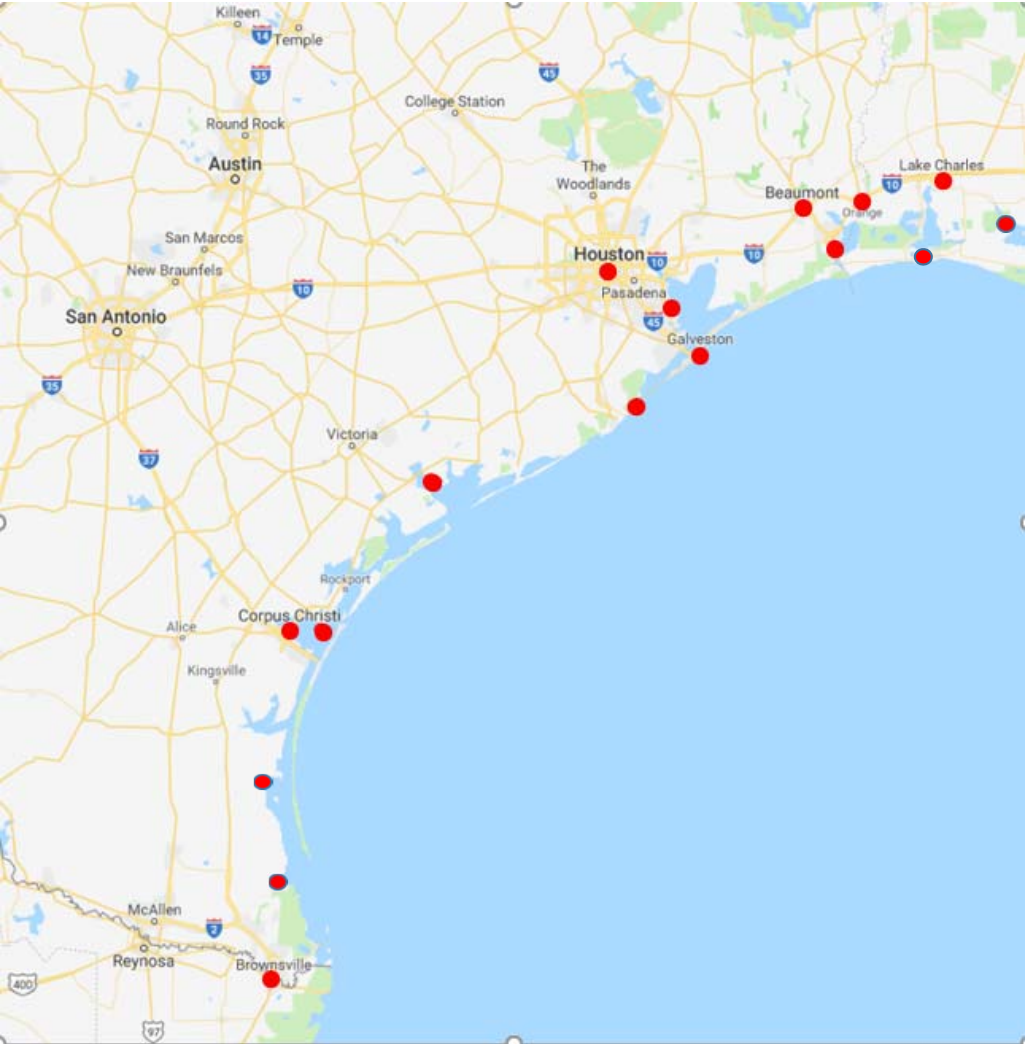 Killeen
14
Temple
35
45
College Station
Round Rock
Austin
The
Woodlands
Lake Charles
10
Beaumont
Orange
San Marcos
Houston
10
10
New Braunfels
10
Pasadena
San Antonio
45
Galveston
35
Victoria
37
Rockport
Corpus Christi
Alice
Kingsville
McAllen
2
Reynosa
Brownsville
400
97